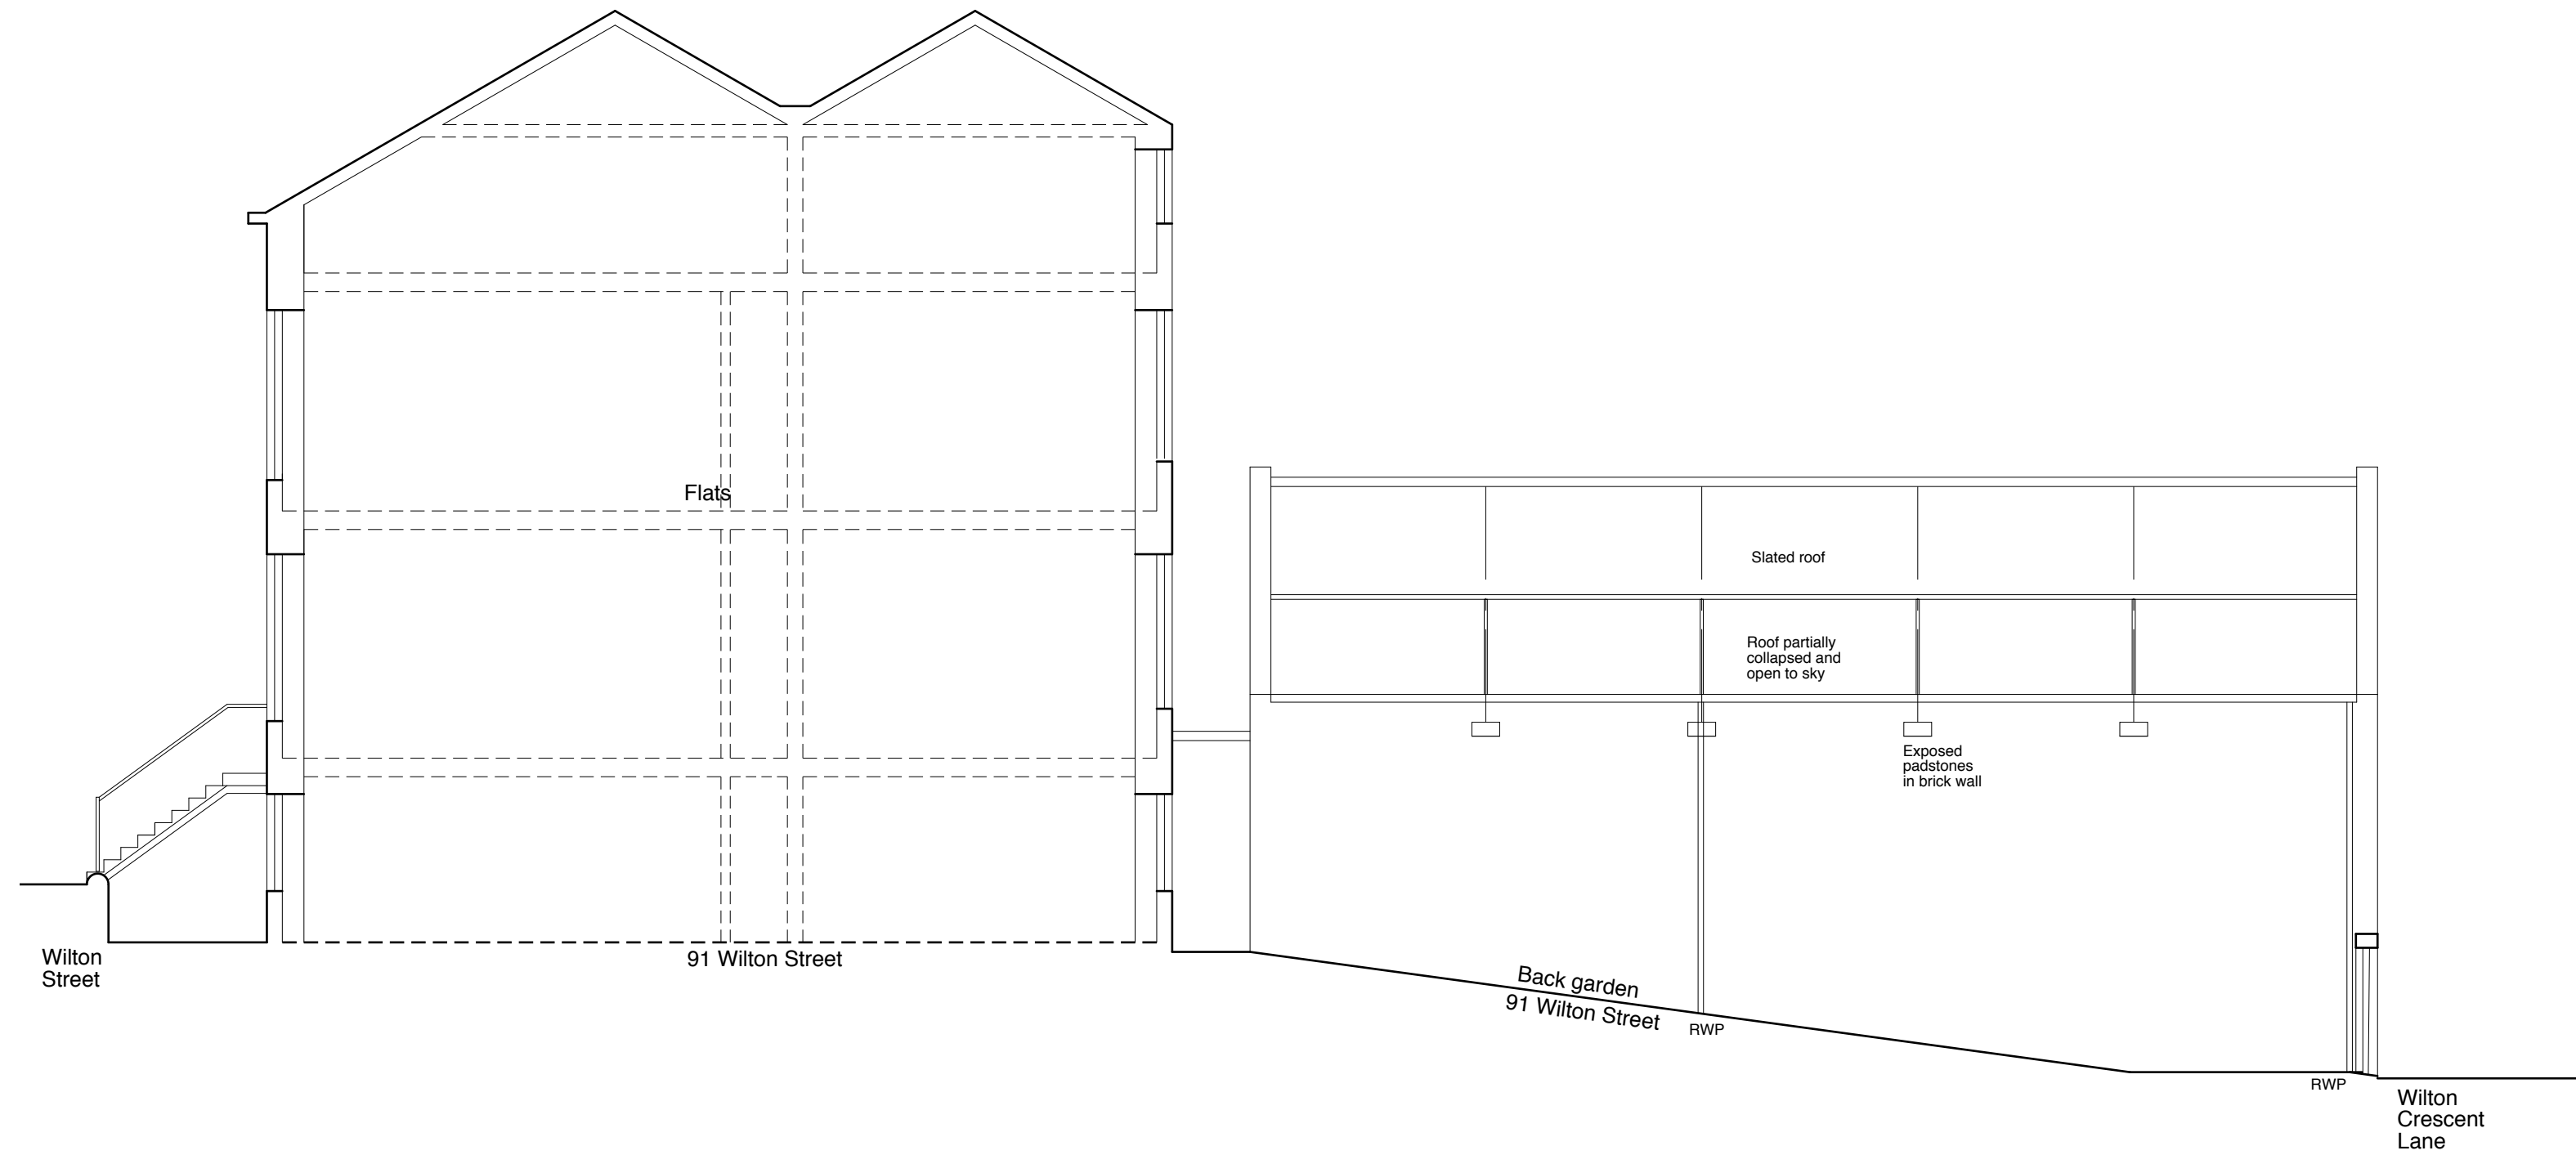 Flats
Slated roof
Roof partially
collapsed and
open to sky
Exposed
padstones
in brick wall
Wilton
Street
91 Wilton Street
Back garden
91 Wilton Street
RWP
RWP
Wilton
Crescent
Lane